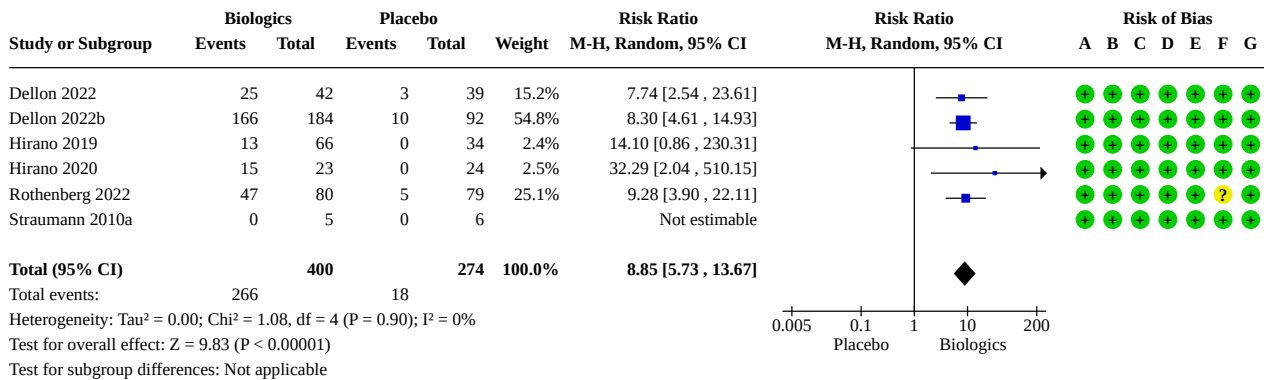 Biologics Placebo Risk Ratio Risk Ratio Risk of Bias
Study or Subgroup Events Total Events Total Weight M-H, Random, 95% CI M-H, Random, 95% CI A B C D E F G
Dellon 2022 25 42 3 39 15.2% 7.74 [2.54 , 23.61] + + + + + + +
Dellon 2022b 166 184 10 92 54.8% 8.30 [4.61 , 14.93] + + + + + + +
Hirano 2019 13 66 0 34 2.4% 14.10 [0.86 , 230.31] + + + + + + +
Hirano 2020 15 23 0 24 2.5% 32.29 [2.04 , 510.15] + + + + + + +
Rothenberg 2022 47 80 5 79 25.1% 9.28 [3.90 , 22.11] + + + + + ? +
Straumann 2010a 0 5 0 6 Not estimable + + + + + + +
Total (95% CI) 400 274 100.0% 8.85 [5.73 , 13.67]
Total events: 266 18
Heterogeneity: Tau² = 0.00; Chi² = 1.08, df = 4 (P = 0.90); I² = 0%
0.005 0.1 1 10 200
Test for overall effect: Z = 9.83 (P < 0.00001)
Placebo Biologics
Test for subgroup differences: Not applicable